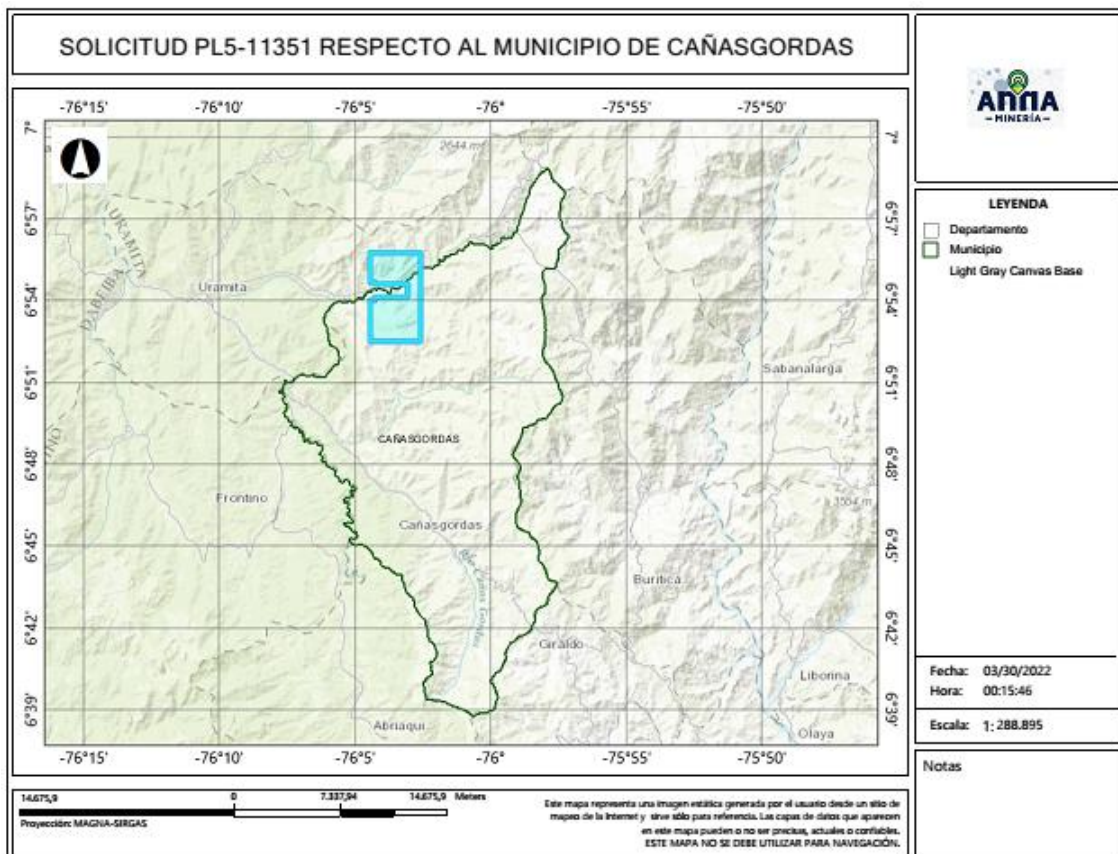 SOLICITUD PL5-11351 RESPECTO AL MUNICIPIO DE CAÑASGORDAS
ANNA
-MINERÍA-
-76°15' -76°10' -76°5' -76° -75°55' -75°50'
7° 7°
2644 m
6°57' 6°57'
URAMITA
DABEIBA
Uramita
6°54' 6°54'
Sabanalarga
6°51' 6°51'
CAÑASGORDAS
6°48' 6°48'
Frontino
3554 m
Cañasgordas
6°45' 6°45'
Buriticá
6°42' 6°42'
Giraldo
Liborina
6°39' 6°39'
Abriaqui
Olaya
-76°15' -76°10' -76°5' -76° -75°55' -75°50'
LEYENDA
Departamento
Municipio
Light Gray Canvas Base
Fecha: 03/30/2022
Hora: 00:15:46
Escala: 1: 288.895
Notas
14.675,9 0 7.337,94 14.675,9 Meters
Proyección: MAGNA-SIRGAS
Este mapa representa una imagen estática generada por el usuario desde un sitio de
mapeo de la Internet y sirve sólo para referencia. Las capas de datos que aparecen
en este mapa pueden o no ser precisas, actuales o confiables.
ESTE MAPA NO SE DEBE UTILIZAR PARA NAVEGACIÓN.